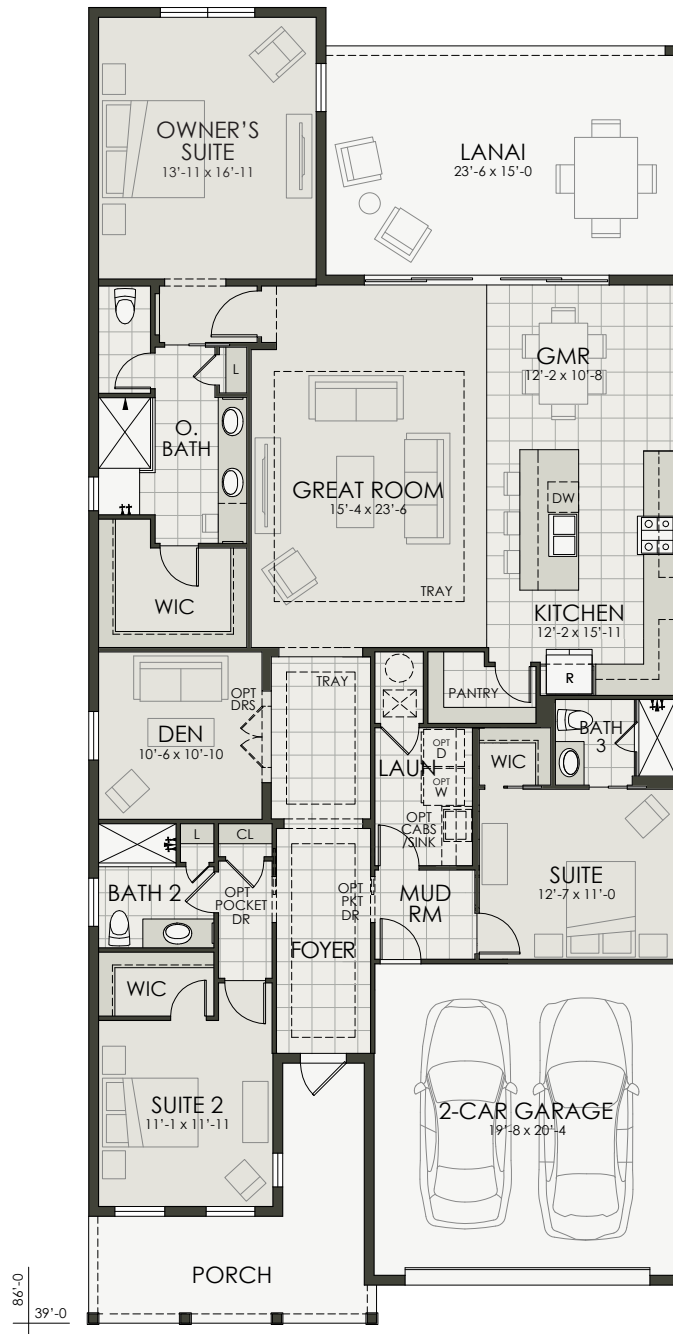 OWNER'S
SUITE
13'-11 x 16'-11
LANAI
23'-6 x 15'-0
GMR
12'-2 x 10'-8
L
O.
BATH
GREAT ROOM
15'-4 x 23'-6
DW
TRAY
WIC
KITCHEN
12'-2 x 15'-11
R
TRAY
PANTRY
OPT
DRS
DEN
10'-6 x 10'-10
BATH
3
OPT
D
LAUN
WIC
OPT
W
OPT
CABS
/SINK
L
CL
SUITE
12'-7 x 11'-0
BATH 2
OPT
POCKET
DR
OPT
PKT
DR
MUD
RM
FOYER
WIC
SUITE 2
11'-1 x 11'-11
2-CAR GARAGE
19'-8 x 20'-4
PORCH
86'-0
39'-0